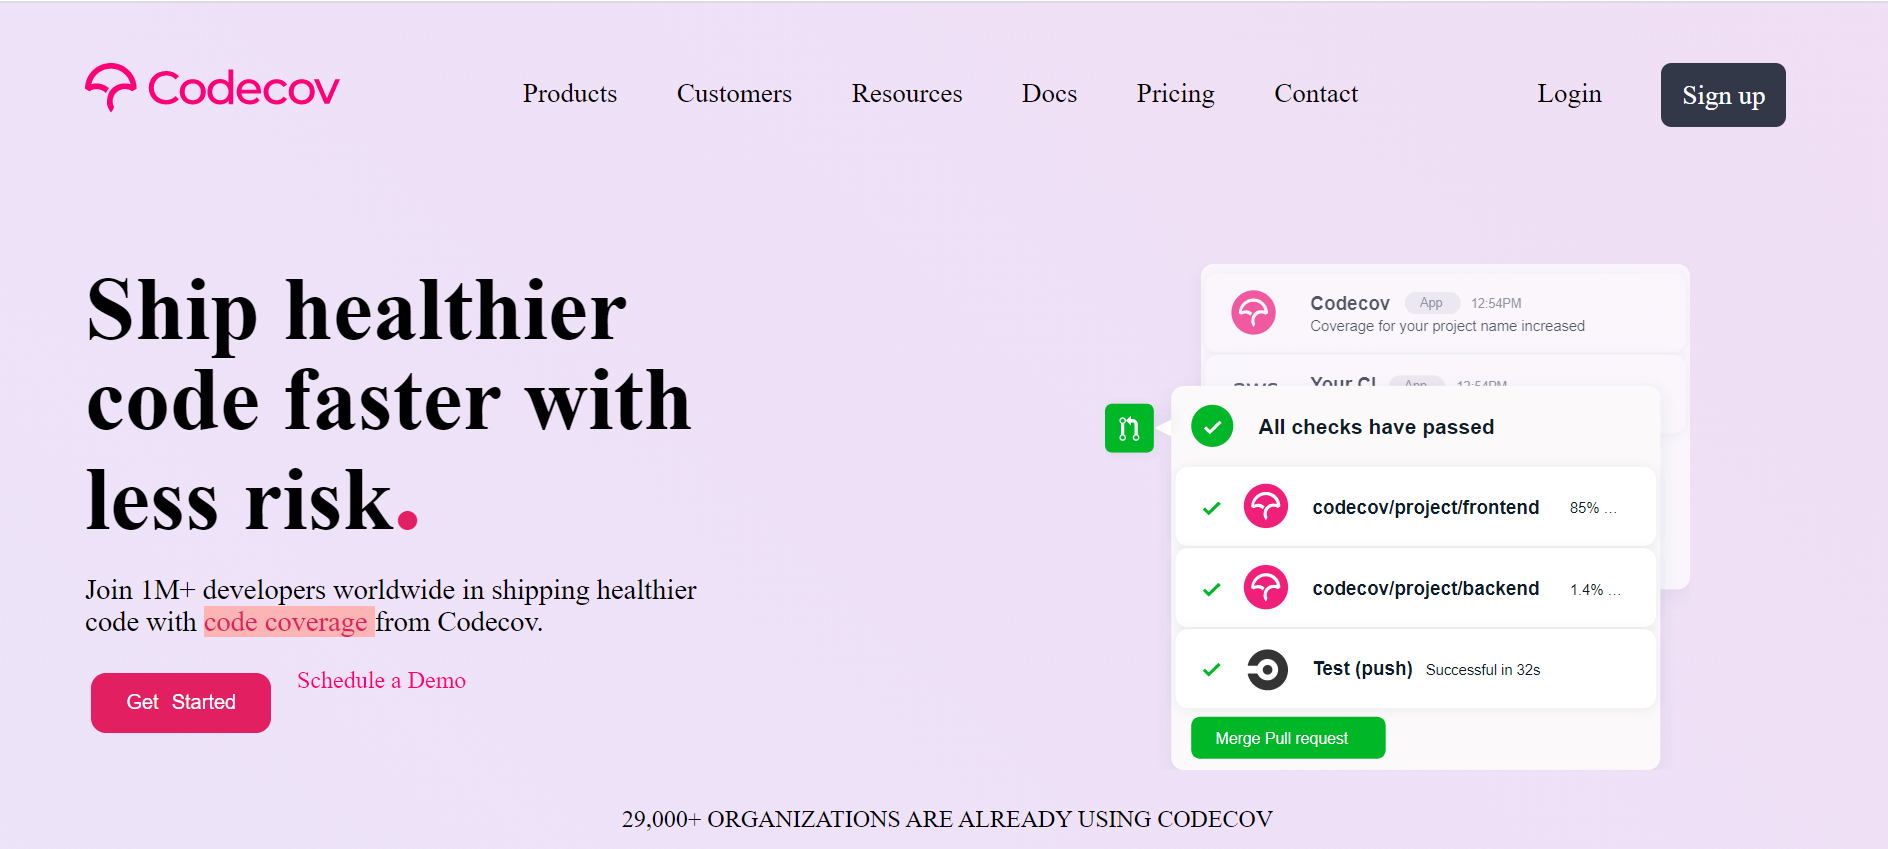 Codecov
Products
Customers
Resources
Docs
Pricing
Contact
Login
Sign up
Ship healthier
code faster with
less risk.
Join 1M+ developers worldwide in shipping healthier
code with code coverage from Codecov.
Get Started
Schedule a Demo
Codecov App 12:54PM
Coverage for your project name increased
aws Your CI App 12:54PM
All checks have passed
codecov/project/frontend 85% ...
codecov/project/backend 1.4% ...
Test (push) Successful in 32s
Merge Pull request
29,000+ ORGANIZATIONS ARE ALREADY USING CODECOV